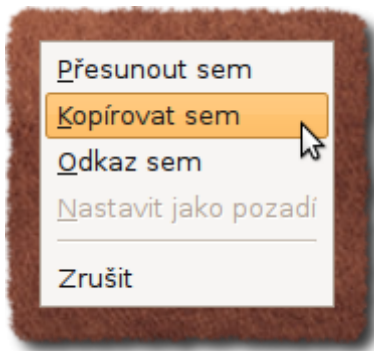 Přesunout sem
Kopírovat sem
Odkaz sem
Nastavit jako pozadí
Zrušit